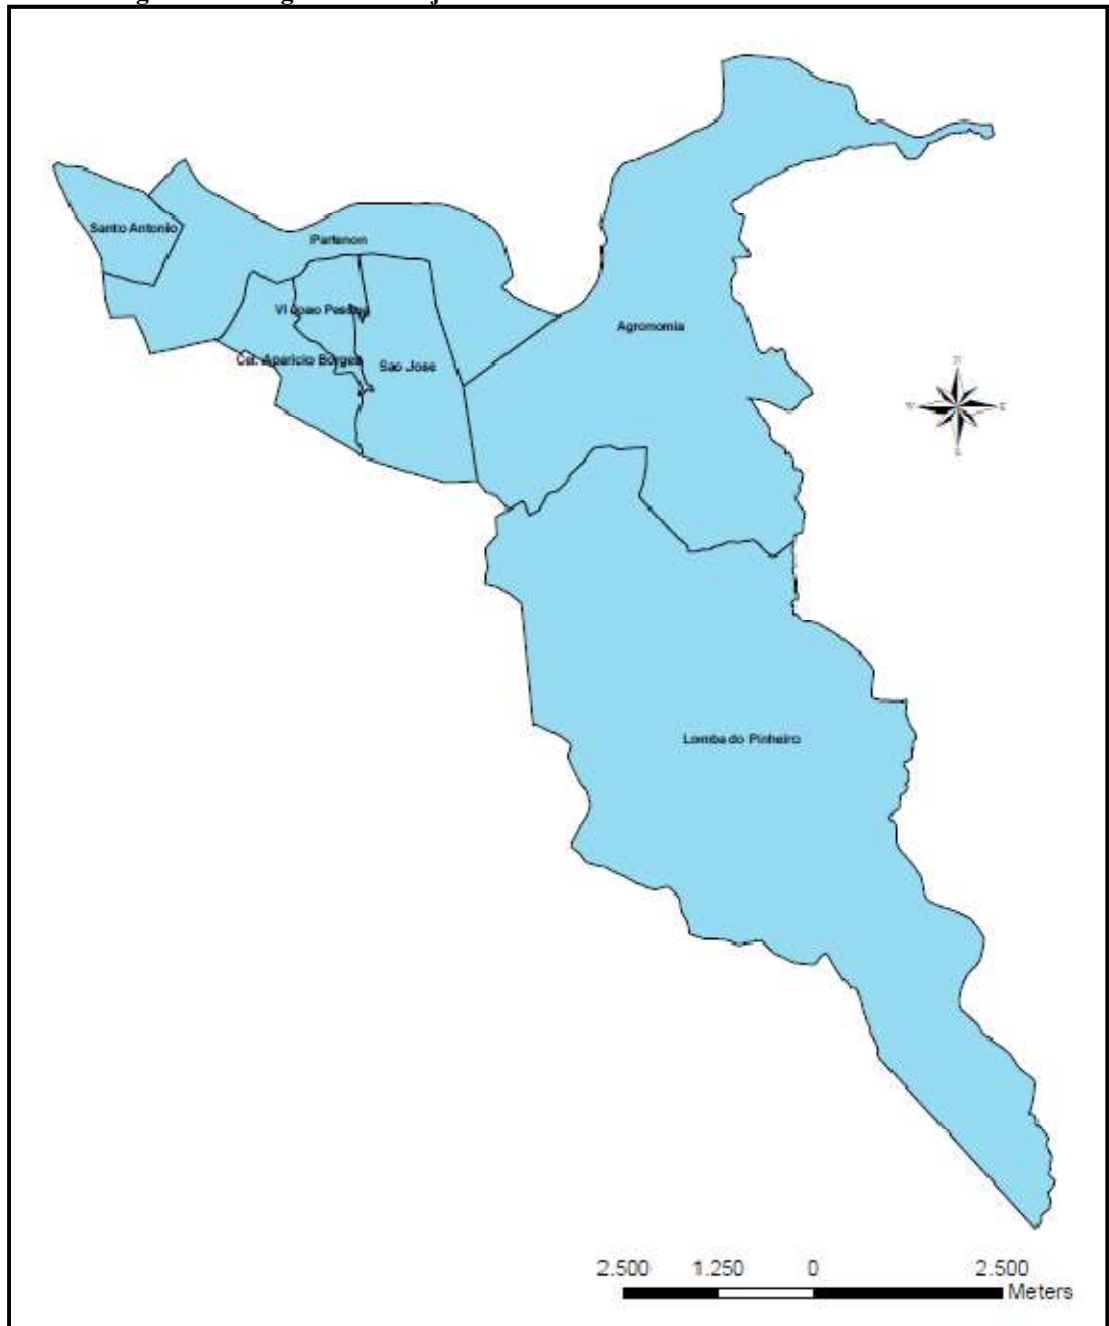 Santo Antonio
Partenom
Vl Joao Pessoa
Cel. Aparicio Borges
Sao Jose
Agronomia
N
W
E
S
Lomba do Pinheiro
2.500 1.250 0 2.500
Meters